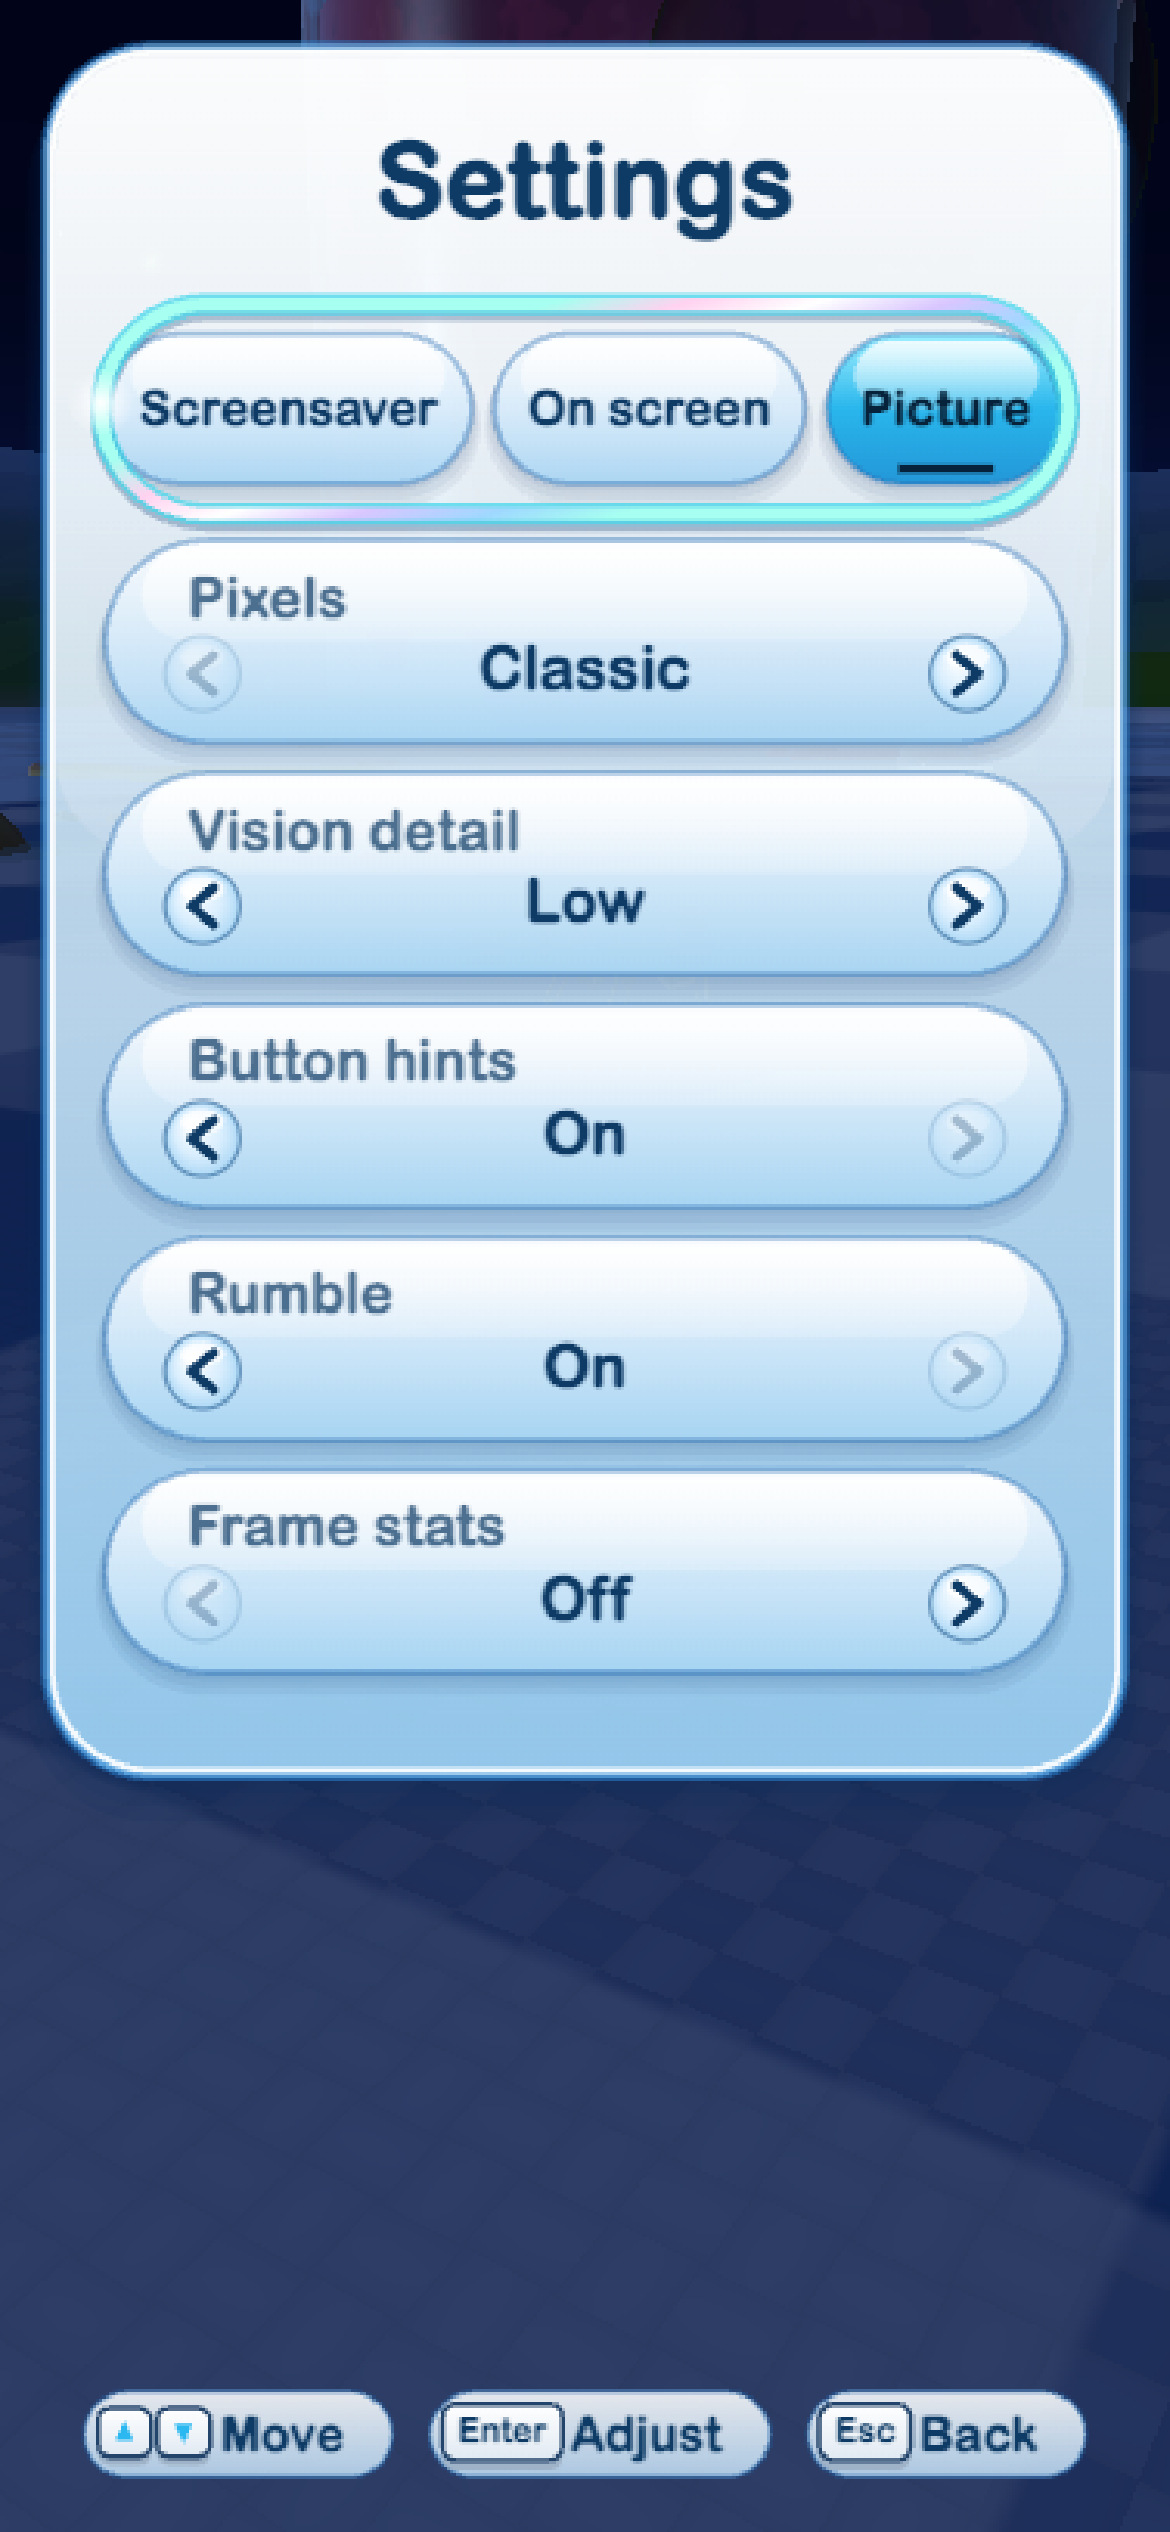 Settings
Screensaver On screen Picture
Pixels
Classic
Vision detail
Low
Button hints
On
Rumble
On
Frame stats
Off
Move Enter Adjust Esc Back